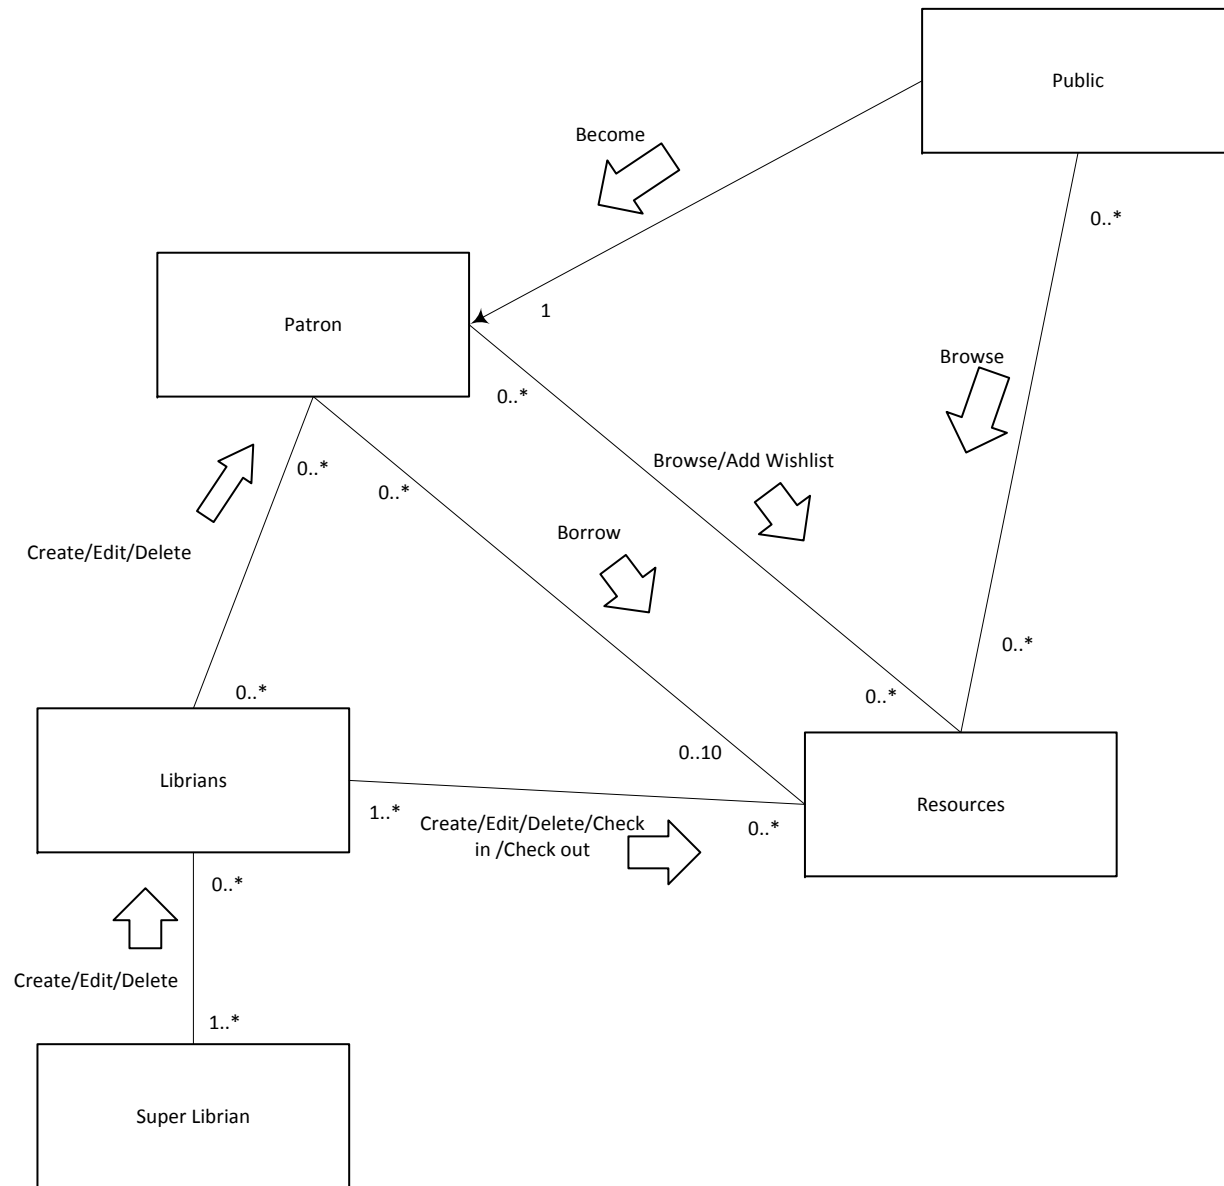 Public
Become
0..*
1
Patron
Browse
0..*
Browse/Add Wishlist
0..*
0..*
Borrow
Create/Edit/Delete
0..*
0..*
0..*
0..10
Librians
Resources
1..*
Create/Edit/Delete/Check
in /Check out
0..*
0..*
Create/Edit/Delete
1..*
Super Librian